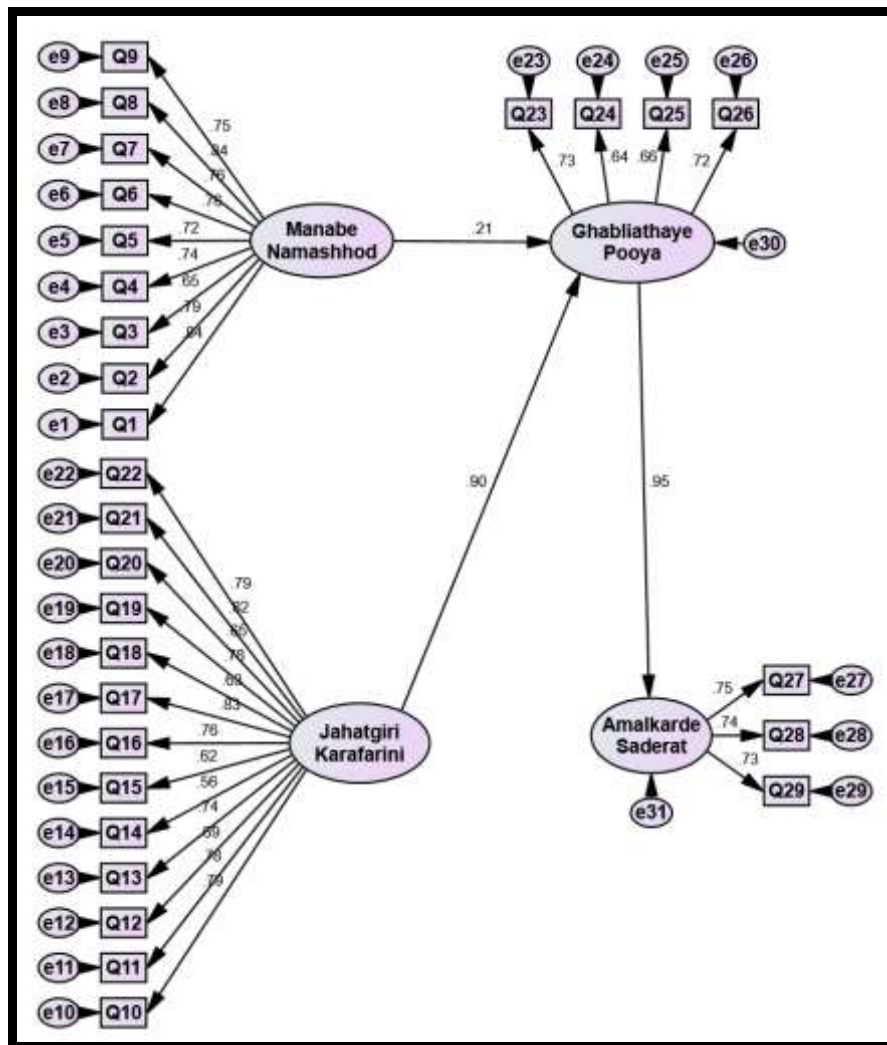 e9 Q9
e8 Q8
e7 Q7
e6 Q6
e5 Q5
e4 Q4
e3 Q3
e2 Q2
e1 Q1
.75
.76
.72
.74
.65
.79
Manabe
Namashhod
.21
e23 e24 e25 e26
Q23 Q24 Q25 Q26
.73 .64 .66 .72
Ghabliathaye
Pooya
e30
e22 Q22
e21 Q21
e20 Q20
e19 Q19
e18 Q18
e17 Q17
e16 Q16
e15 Q15
e14 Q14
e13 Q13
e12 Q12
e11 Q11
e10 Q10
.79
.82
.65
.83
.76
.62
.56
.74
.79
Jahatgiri
Karafarini
.90
.95
Amalkarde
Saderat
e31
.75 Q27 e27
.74 Q28 e28
.73 Q29 e29